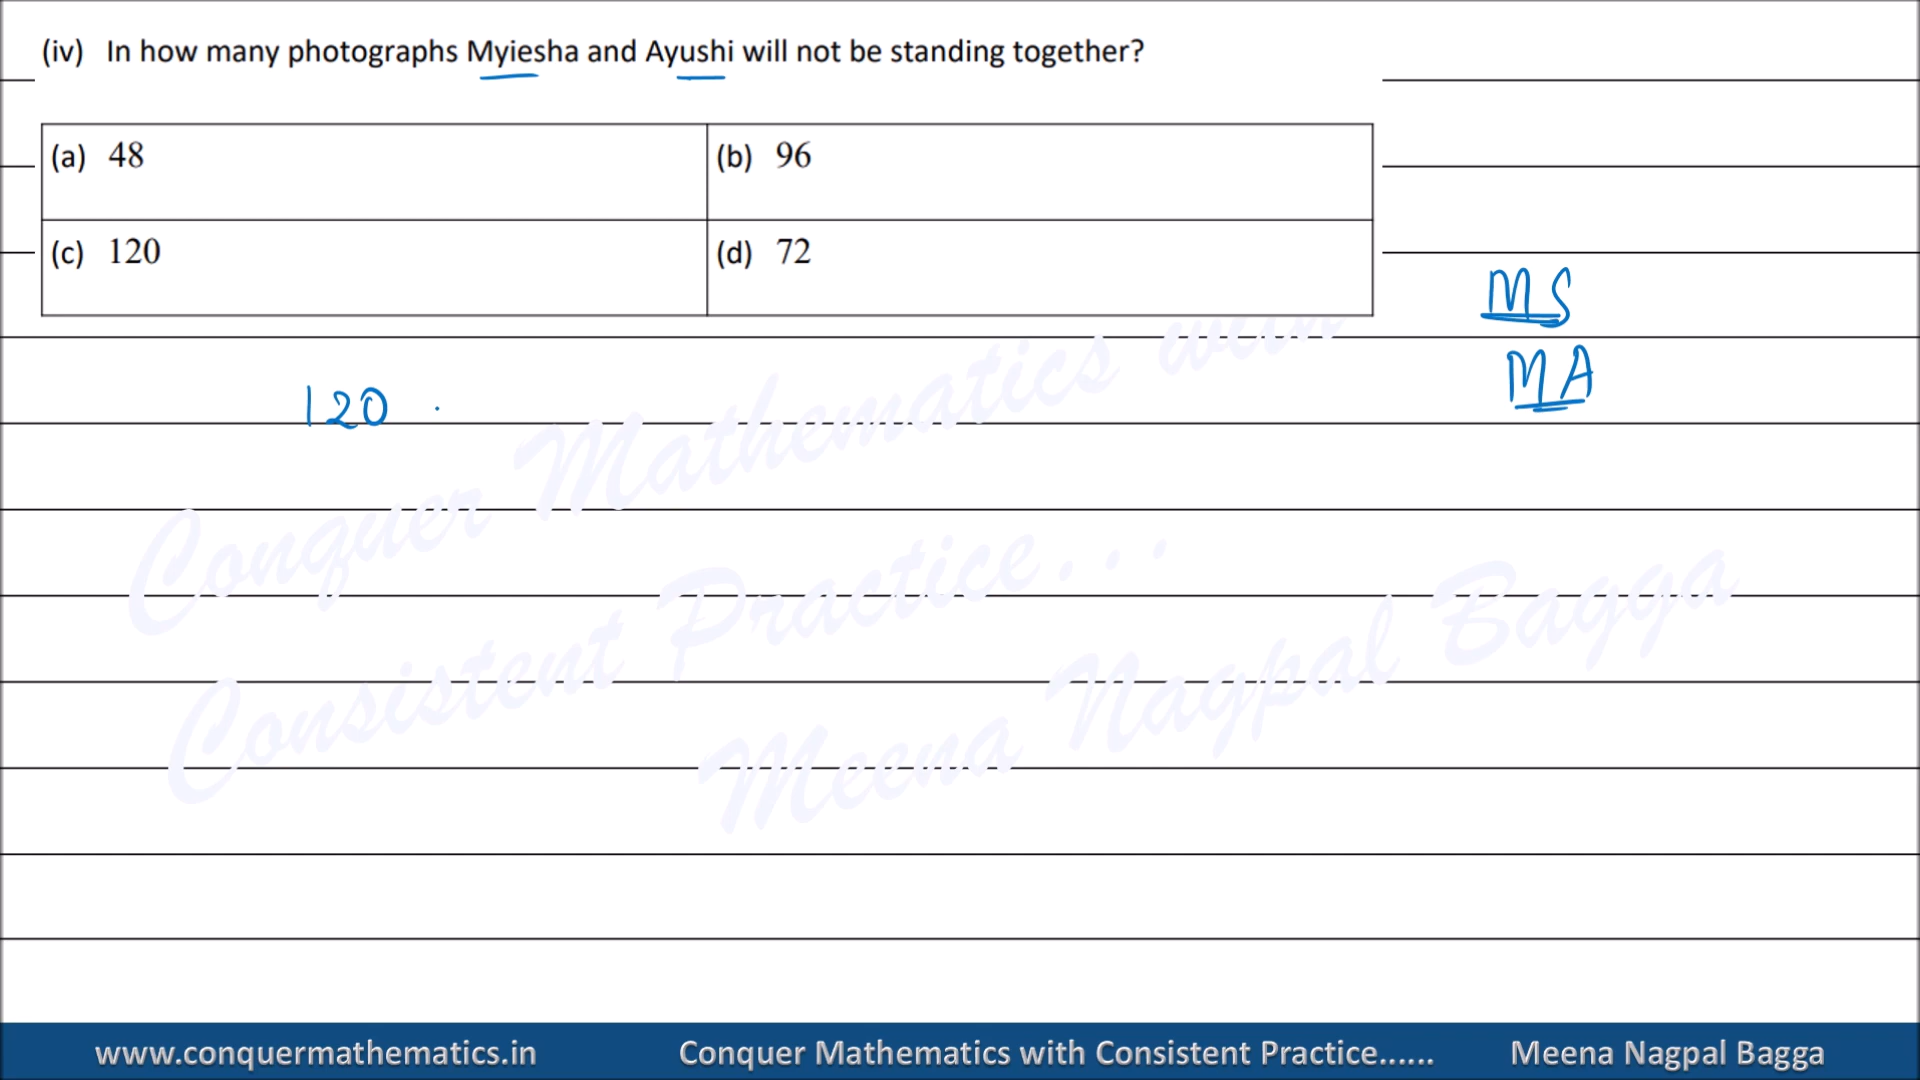 (iv) In how many photographs Myiesha and Ayushi will not be standing together?
(a) 48
(b) 96
(c) 120
(d) 72
MS
MA
120 .
Conquer Mathematics with
Consistent Practice...
Meena Nagpal Bagga
www.conquermathematics.in Conquer Mathematics with Consistent Practice...... Meena Nagpal Bagga